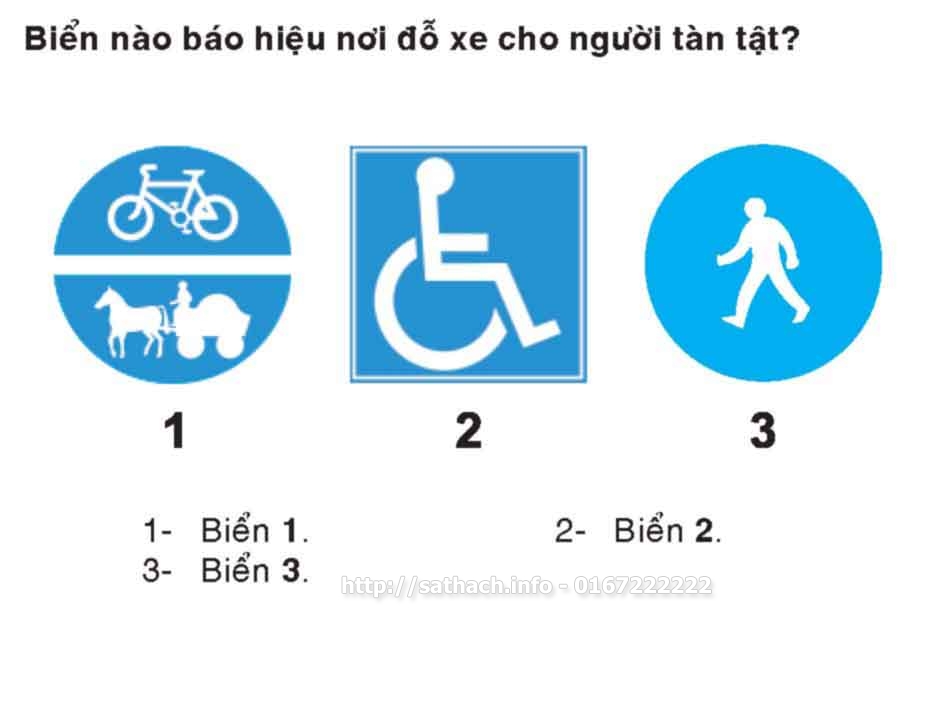 Biển nào báo hiệu nơi đỗ xe cho người tàn tật?
1 2 3
1- Biển 1. 2- Biển 2.
3- Biển 3.
http://sathach.info - 0167222222